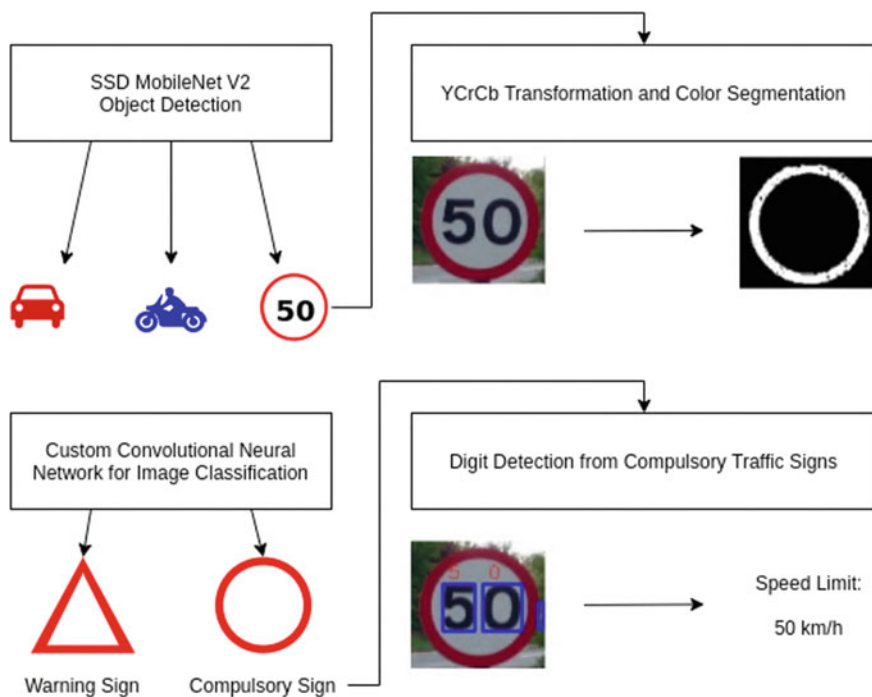 SSD MobileNet V2
Object Detection
YCrCb Transformation and Color Segmentation
50
50
Custom Convolutional Neural
Network for Image Classification
Digit Detection from Compulsory Traffic Signs
5 0
50
Speed Limit:
50 km/h
Warning Sign
Compulsory Sign